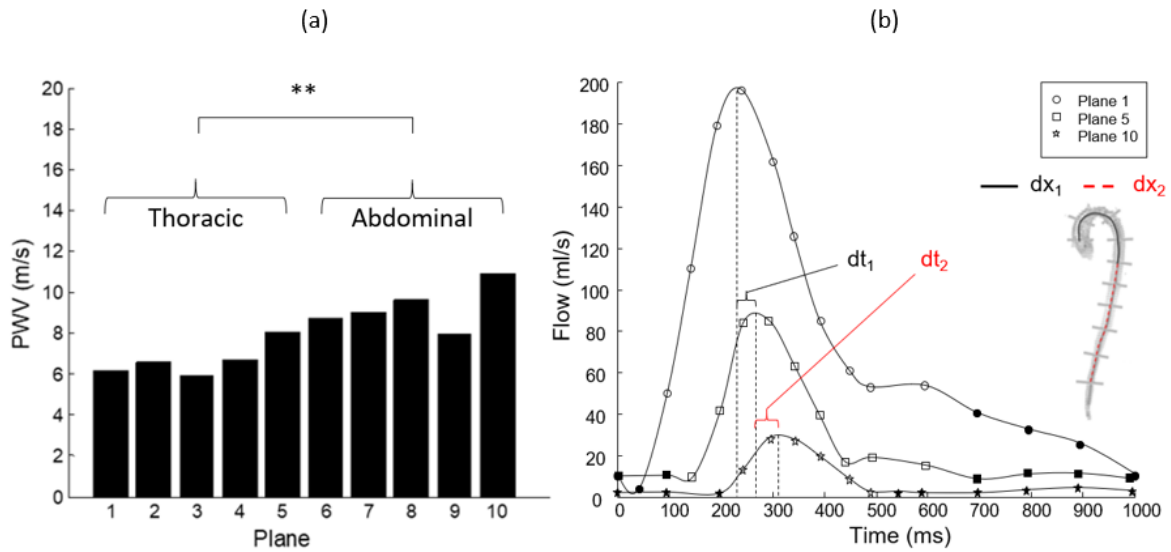 (a)
(b)
20
18
16
14
12
10
8
6
4
2
0
PWV (m/s)
**
Thoracic
Abdominal
1 2 3 4 5 6 7 8 9 10
Plane
200
180
160
140
120
100
80
60
40
20
10
0
Flow (ml/s)
dt1
dt2
Plane 1
Plane 5
Plane 10
dx1
dx2
0 100 200 300 400 500 600 700 800 900 1000
Time (ms)